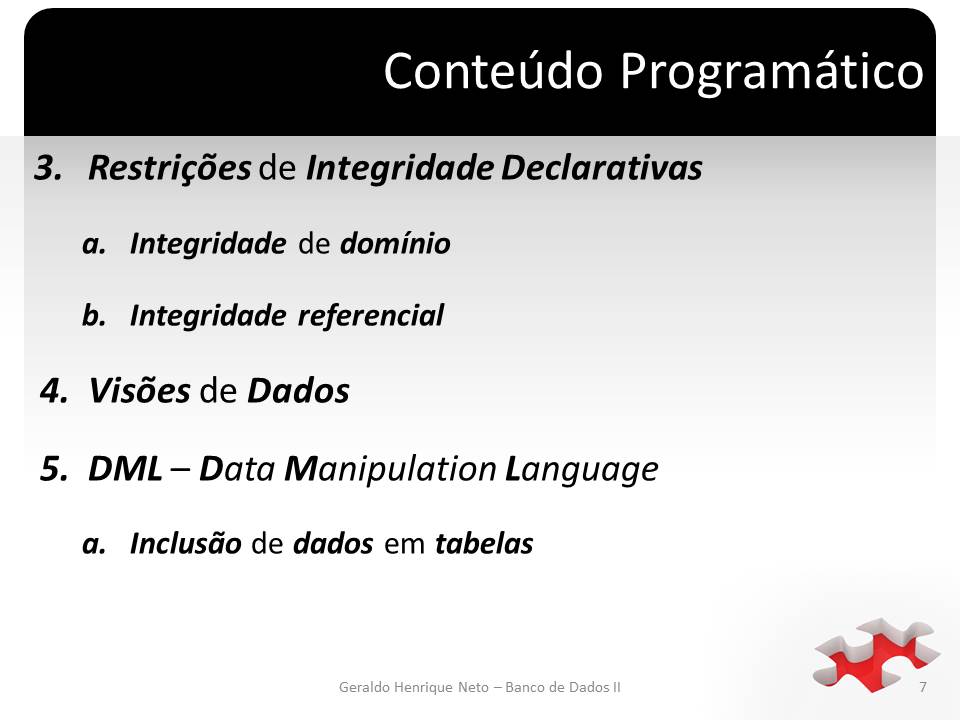 Conteúdo Programático
3. Restrições de Integridade Declarativas
a. Integridade de domínio
b. Integridade referencial
4. Visões de Dados
5. DML – Data Manipulation Language
a. Inclusão de dados em tabelas
Geraldo Henrique Neto – Banco de Dados II
7